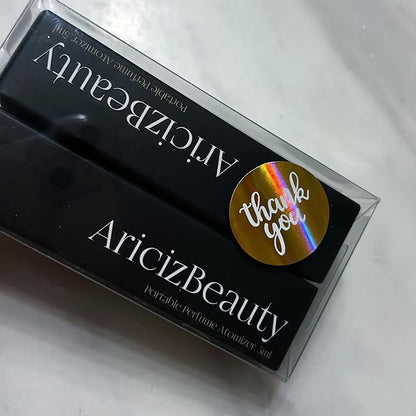 AricizBeauty
Portable Perfume Atomizer 5ml
thank
you
AricizBeauty
Portable Perfume Atomizer 5ml